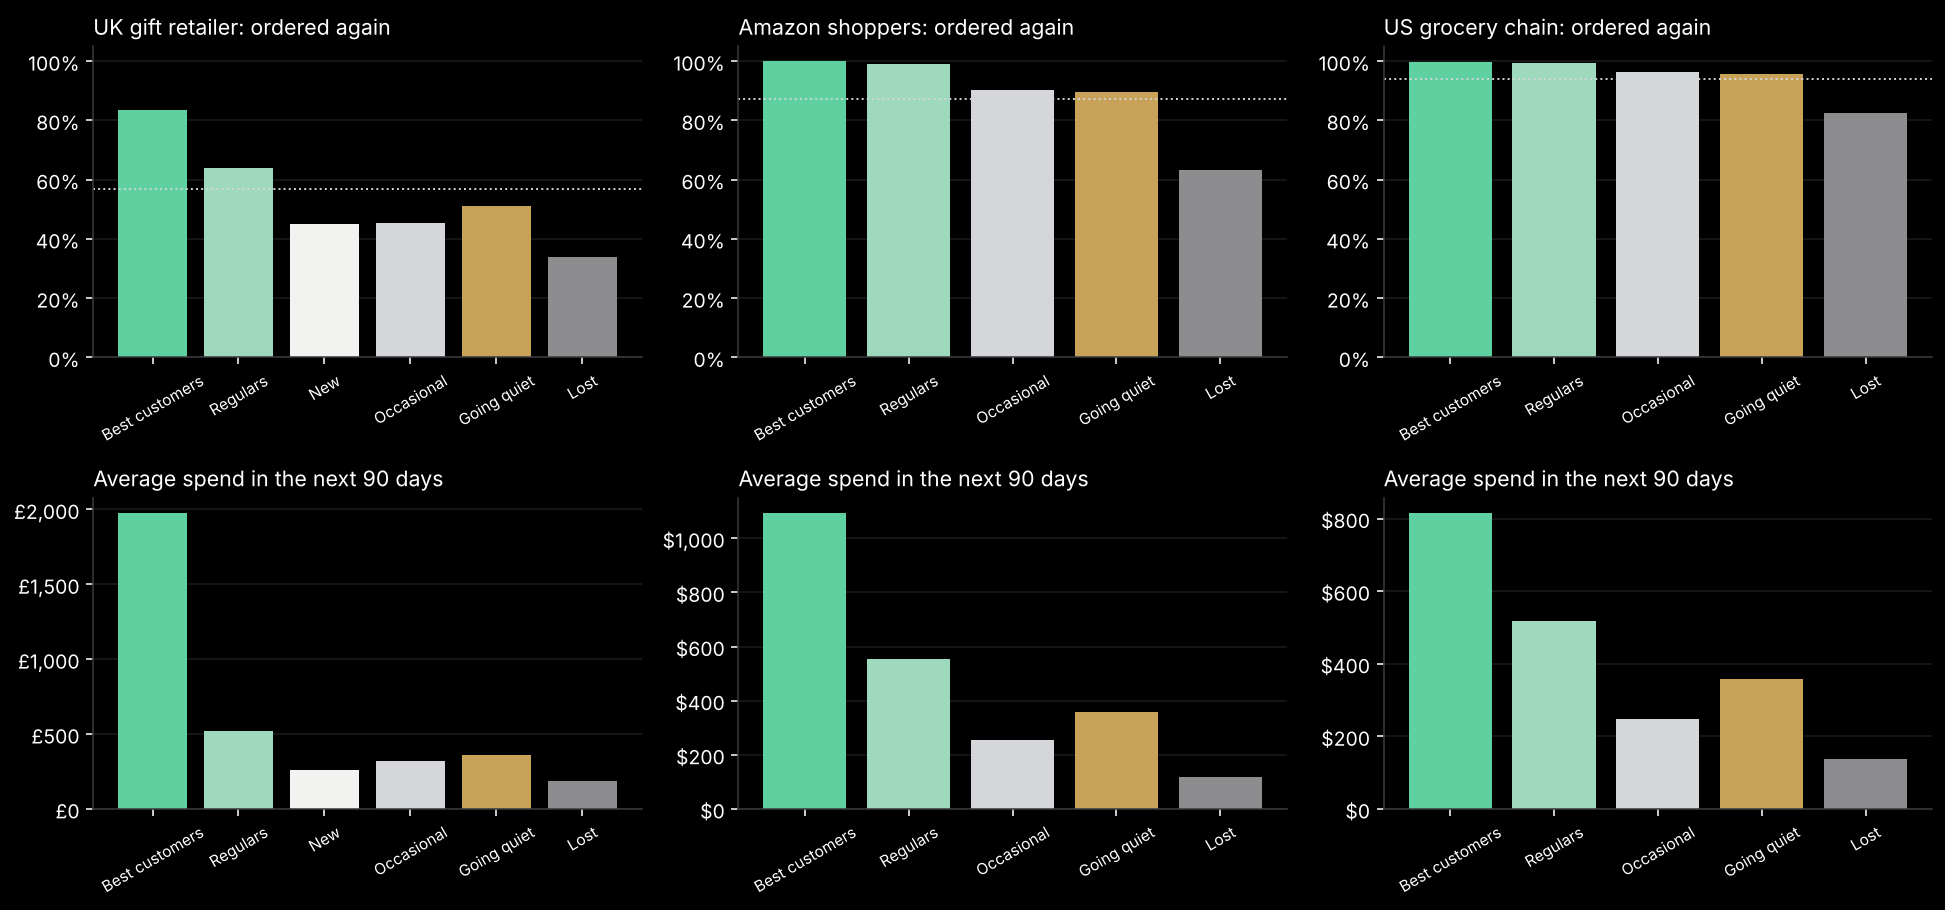 UK gift retailer: ordered again
100%
80%
60%
40%
20%
0%
Best customers
Regulars
New
Occasional
Going quiet
Lost
Amazon shoppers: ordered again
100%
80%
60%
40%
20%
0%
Best customers
Regulars
Occasional
Going quiet
Lost
US grocery chain: ordered again
100%
80%
60%
40%
20%
0%
Best customers
Regulars
Occasional
Going quiet
Lost
Average spend in the next 90 days
£2,000
£1,500
£1,000
£500
£0
Best customers
Regulars
New
Occasional
Going quiet
Lost
Average spend in the next 90 days
$1,000
$800
$600
$400
$200
$0
Best customers
Regulars
Occasional
Going quiet
Lost
Average spend in the next 90 days
$800
$600
$400
$200
$0
Best customers
Regulars
Occasional
Going quiet
Lost